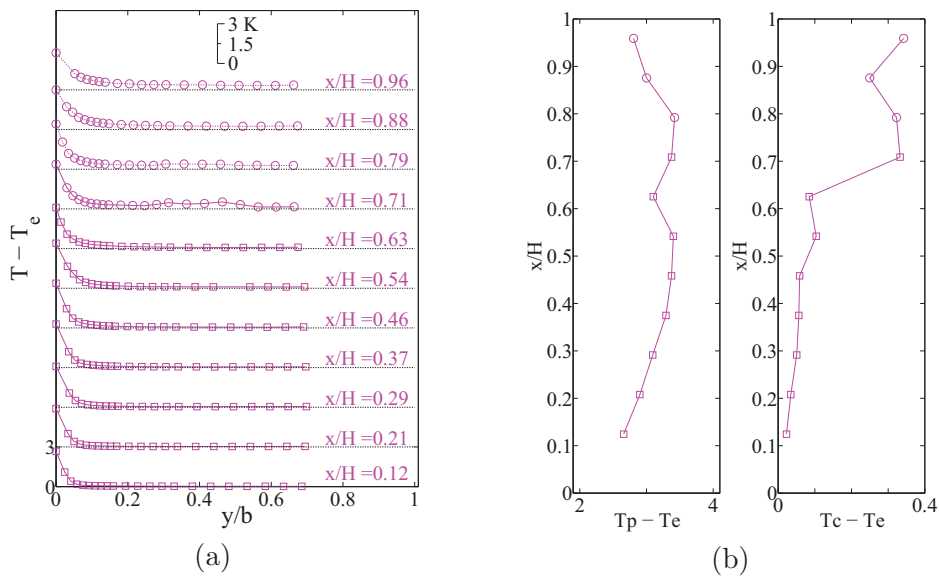 3 K
1.5
0
x/H =0.96
x/H =0.88
x/H =0.79
x/H =0.71
x/H =0.63
x/H =0.54
x/H =0.46
x/H =0.37
x/H =0.29
x/H =0.21
x/H =0.12
T − Te
3
0
0 0.2 0.4 0.6 0.8 1
y/b
(a)
1
0.9
0.8
0.7
0.6
0.5
0.4
0.3
0.2
0.1
0
x/H
2 4
Tp − Te
1
0.9
0.8
0.7
0.6
0.5
0.4
0.3
0.2
0.1
0
x/H
0 0.2 0.4
Tc − Te
(b)